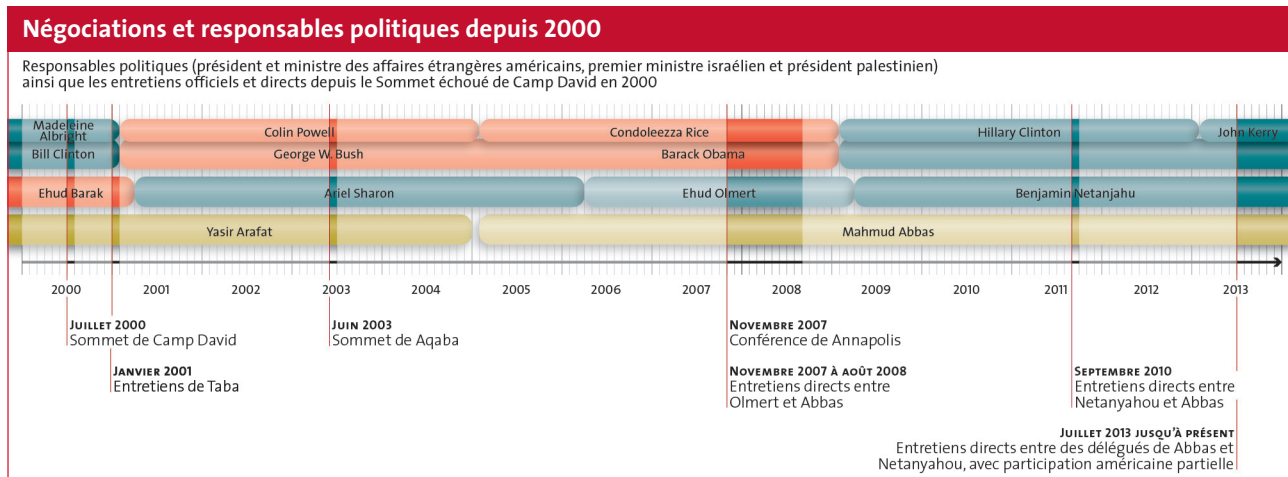 Négociations et responsables politiques depuis 2000
Responsables politiques (président et ministre des affaires étrangères américains, premier ministre israélien et président palestinien)
ainsi que les entretiens officiels et directs depuis le Sommet échoué de Camp David en 2000
Madeleine
Albright
Colin Powell
Condoleezza Rice
Hillary Clinton
John Kerry
Bill Clinton
George W. Bush
Barack Obama
Ehud Barak
Ariel Sharon
Ehud Olmert
Benjamin Netanjahu
Yasir Arafat
Mahmud Abbas
2000 2001 2002 2003 2004 2005 2006 2007 2008 2009 2010 2011 2012 2013
Juillet 2000
Sommet de Camp David
Janvier 2001
Entretiens de Taba
Juin 2003
Sommet de Aqaba
Novembre 2007
Conférence de Annapolis
Novembre 2007 à août 2008
Entretiens directs entre
Olmert et Abbas
Septembre 2010
Entretiens directs entre
Netanyahou et Abbas
Juillet 2013 jusqu'à présent
Entretiens directs entre des délégués de Abbas et
Netanyahou, avec participation américaine partielle